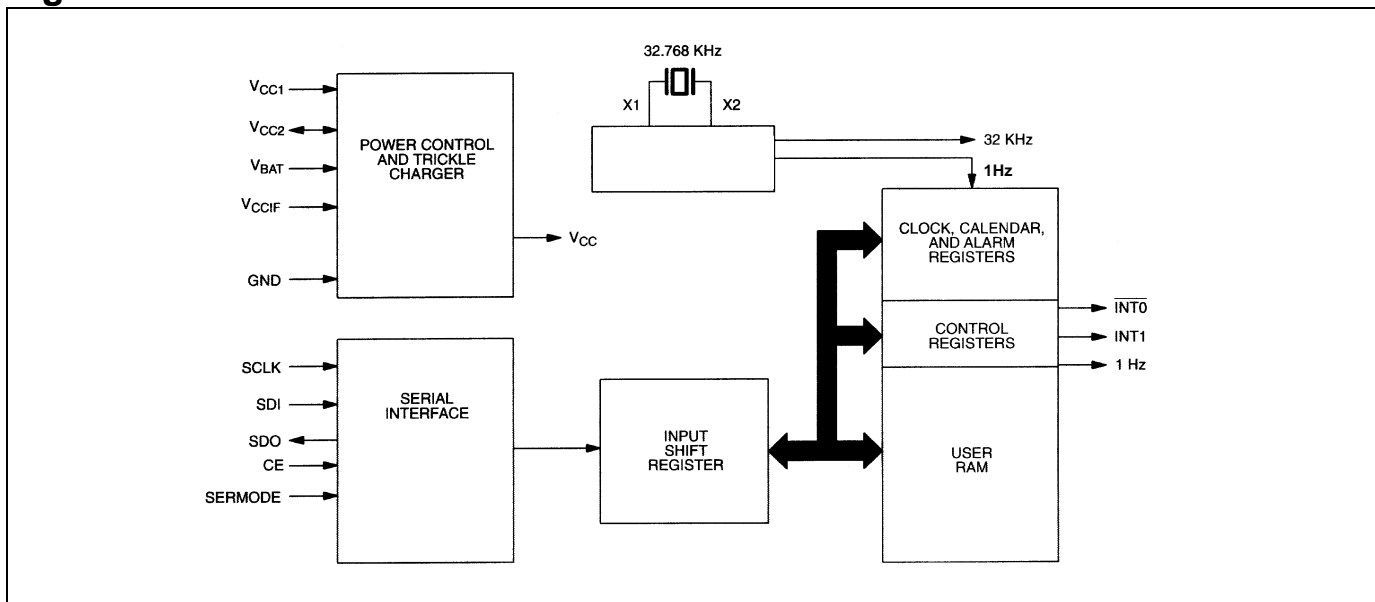 32.768 KHz
X1
X2
32 KHz
1Hz
VCC1
VCC2
VBAT
VCCIF
GND
POWER CONTROL
AND TRICKLE
CHARGER
VCC
CLOCK, CALENDAR,
AND ALARM
REGISTERS
INT0
INT1
1 Hz
CONTROL
REGISTERS
SCLK
SDI
SDO
CE
SERMODE
SERIAL
INTERFACE
INPUT
SHIFT
REGISTER
USER
RAM